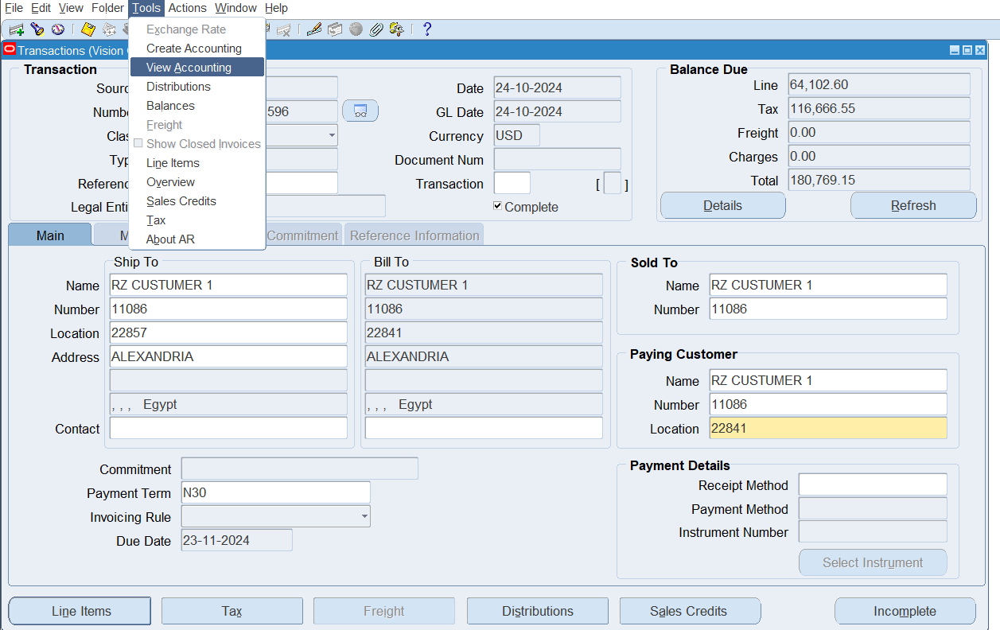 File Edit View Folder Tools Actions Window Help
Transactions (Vision
Exchange Rate
Create Accounting
View Accounting
Distributions
Balances
Freight
Show Closed Invoices
Line Items
Overview
Sales Credits
Tax
About AR
Transaction
Sourc
Numbe 596
Clas
Typ
Referenc
Legal Enti
Date 24-10-2024
GL Date 24-10-2024
Currency USD
Document Num
Transaction [ ]
Complete
Balance Due
Line 64,102.60
Tax 116,666.55
Freight 0.00
Charges 0.00
Total 180,769.15
Details Refresh
Main M Commitment Reference Information
Ship To
Name RZ CUSTUMER 1
Number 11086
Location 22857
Address ALEXANDRIA
, , , Egypt
Contact
Bill To
RZ CUSTUMER 1
11086
22841
ALEXANDRIA
, , , Egypt
Sold To
Name RZ CUSTUMER 1
Number 11086
Paying Customer
Name RZ CUSTUMER 1
Number 11086
Location 22841
Commitment
Payment Term N30
Invoicing Rule
Due Date 23-11-2024
Payment Details
Receipt Method
Payment Method
Instrument Number
Select Instrument
Line Items Tax Freight Distributions Sales Credits Incomplete